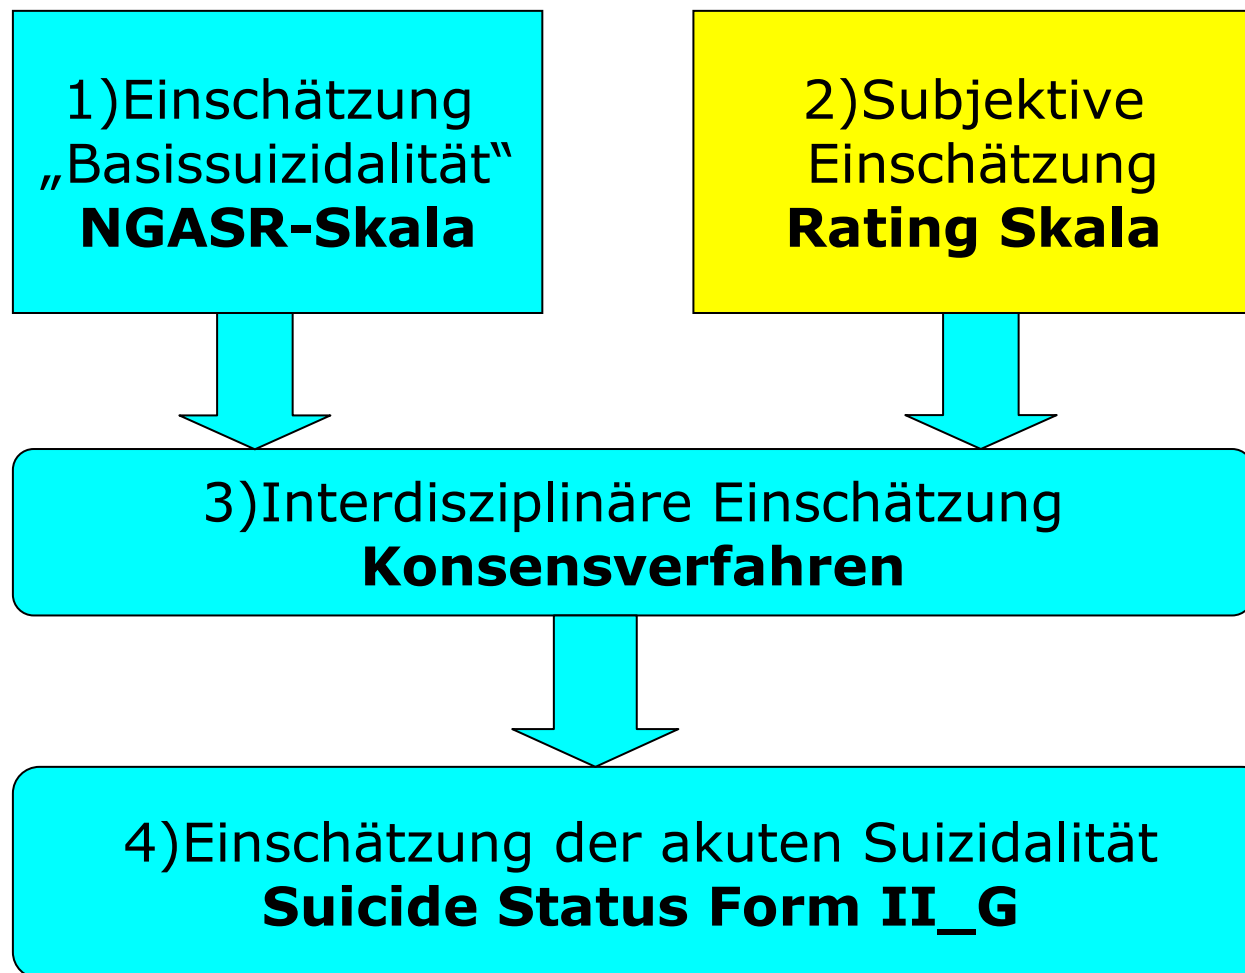 1)Einschätzung
„Basissuizidalität“
NGASR-Skala
2)Subjektive
Einschätzung
Rating Skala
3)Interdisziplinäre Einschätzung
Konsensverfahren
4)Einschätzung der akuten Suizidalität
Suicide Status Form II_G